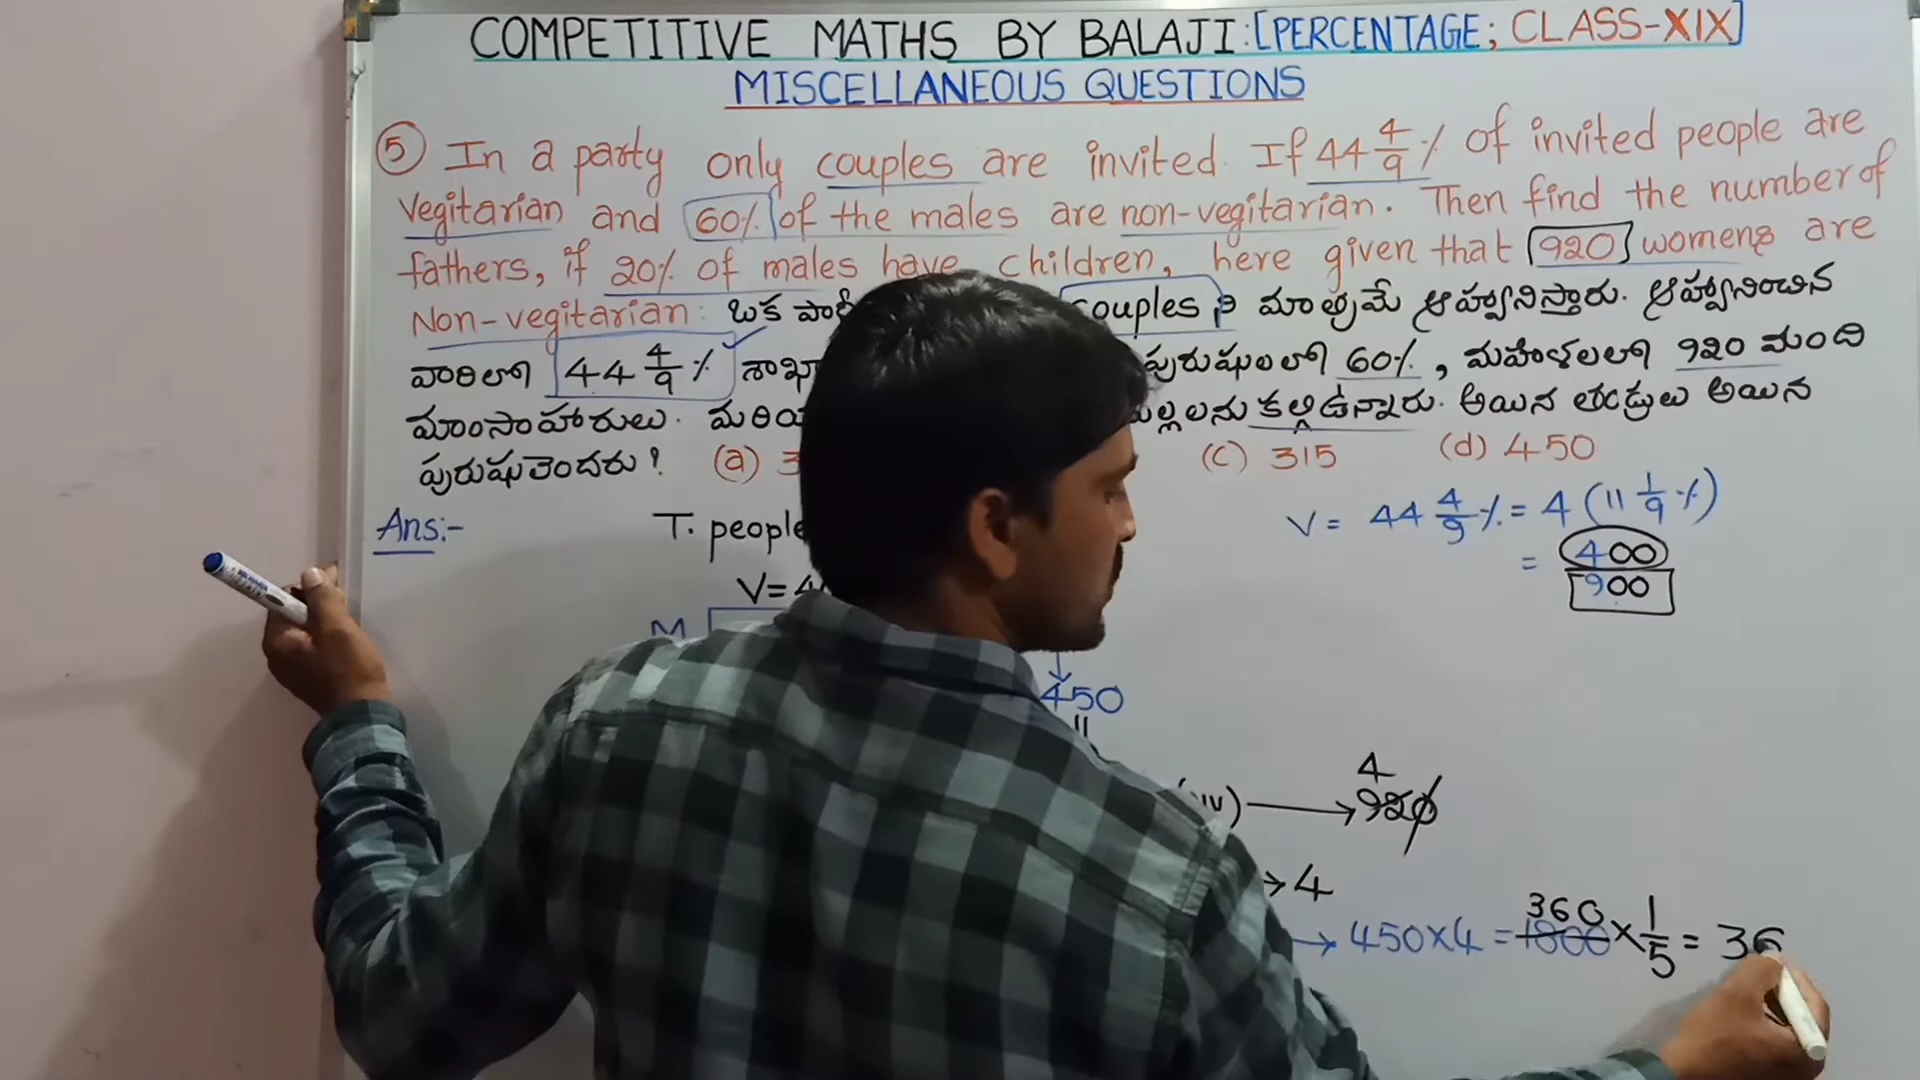 COMPETITIVE MATHS BY BALAJI: [PERCENTAGE; CLASS-XIX]
MISCELLANEOUS QUESTIONS
5 In a party only couples are invited. If 44 4/9 % of invited people are
vegitarian and 60% of the males are non-vegitarian. Then find the number of
fathers, if 20% of males have children, here given that 920 womens are
Non-vegitarian: ఒక couples ని మాత్రమే ఆహ్వానిస్తారు. ఆహ్వానించిన
వారిలో 44 4/9 % పురుషులలో 60%, మహిళలలో 920 మంది
మాంసాహారులు. కల్గిఉన్నారు. అయిన తండ్రులు అయిన
పురుషులెందరు? (a) 3 (c) 315 (d) 450
Ans:-
T. people
V = 44 4/9 % = 4 (11 1/9 %)
= 400/900
V= 4
M
450
11
4
920
→ 4
→ 450×4 = 1800 360 × 1/5 = 36